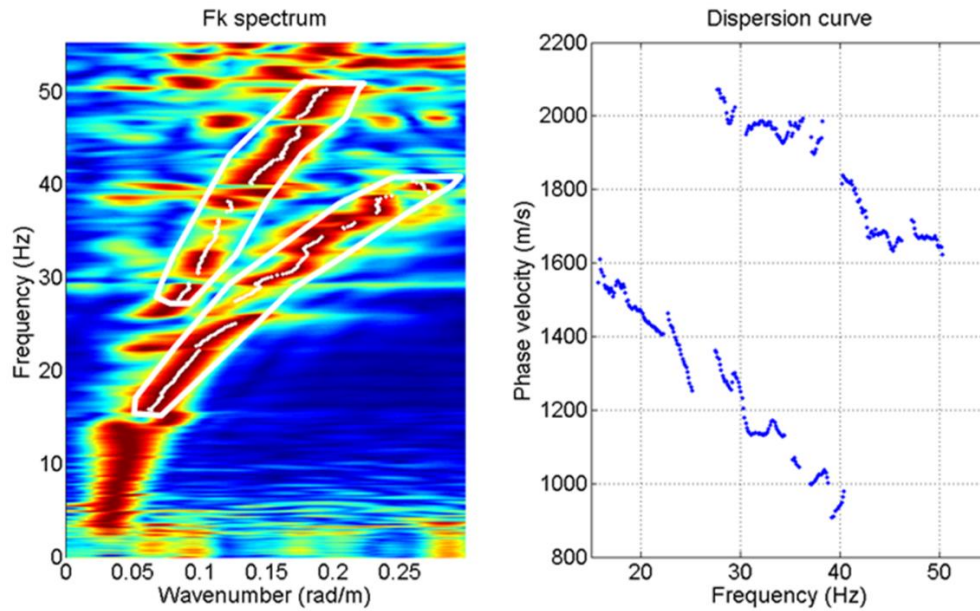 Fk spectrum
50
40
30
20
10
0
Frequency (Hz)
0 0.05 0.1 0.15 0.2 0.25
Wavenumber (rad/m)
Dispersion curve
2200
2000
1800
1600
1400
1200
1000
800
Phase velocity (m/s)
20 30 40 50
Frequency (Hz)